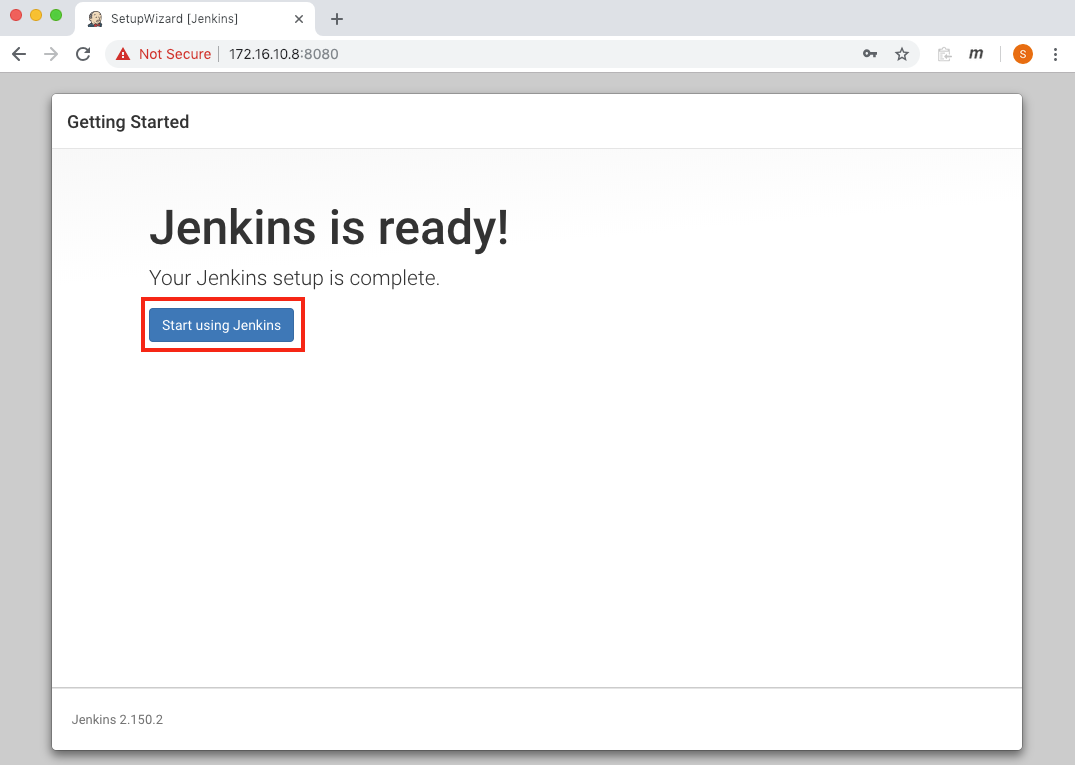 SetupWizard [Jenkins]
Not Secure 172.16.10.8:8080
m
S
Getting Started
Jenkins is ready!
Your Jenkins setup is complete.
Start using Jenkins
Jenkins 2.150.2